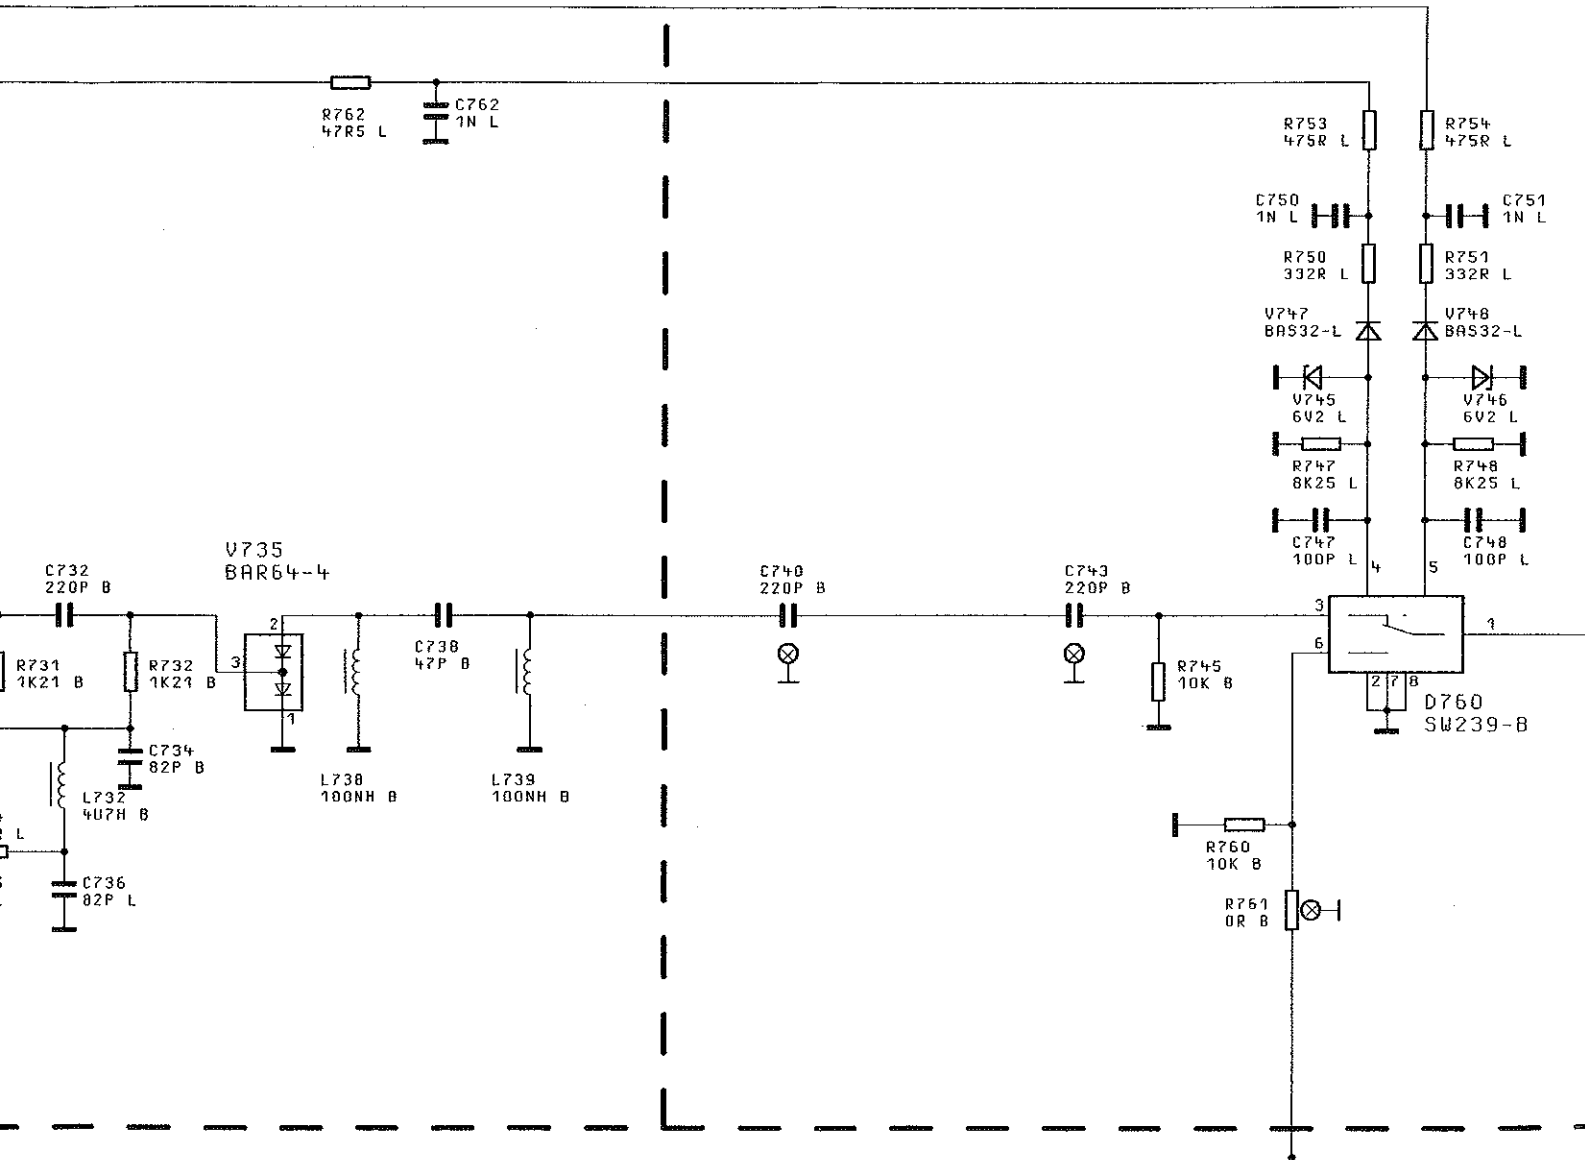 R762
47R5 L
C762
1N L
R753
475R L
R754
475R L
C750
1N L
C751
1N L
R750
332R L
R751
332R L
V747
BAS32-L
V748
BAS32-L
V745
6V2 L
V746
6V2 L
R747
8K25 L
R748
8K25 L
C747
100P L
C748
100P L
4
5
V735
BAR64-4
C732
220P B
C740
220P B
C743
220P B
2
3
1
3
6
1
2 7 8
C738
47P B
R731
1K21 B
R732
1K21 B
R745
10K B
D760
SW239-B
C734
82P B
L738
100NH B
L739
100NH B
L732
4U7H B
L
R760
10K B
C736
82P L
R761
0R B